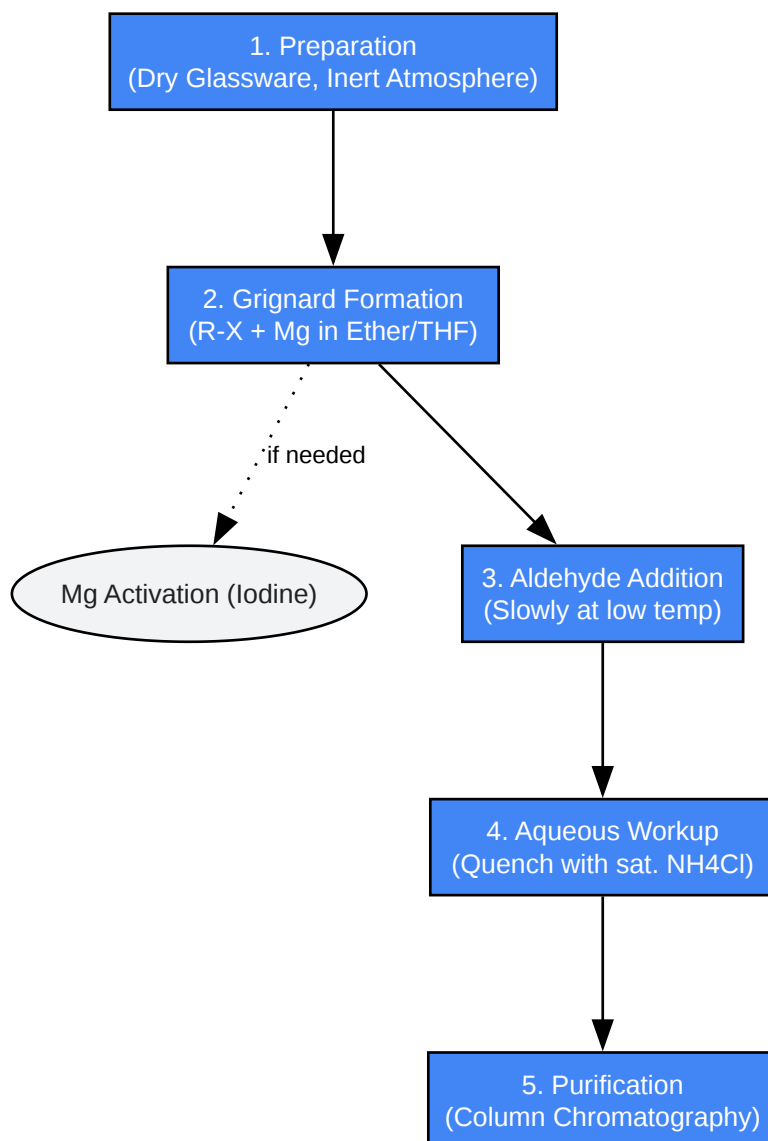 1. Preparation
(Dry Glassware, Inert Atmosphere)
2. Grignard Formation
(R-X + Mg in Ether/THF)
if needed
Mg Activation (Iodine)
3. Aldehyde Addition
(Slowly at low temp)
4. Aqueous Workup
(Quench with sat. NH4Cl)
5. Purification
(Column Chromatography)